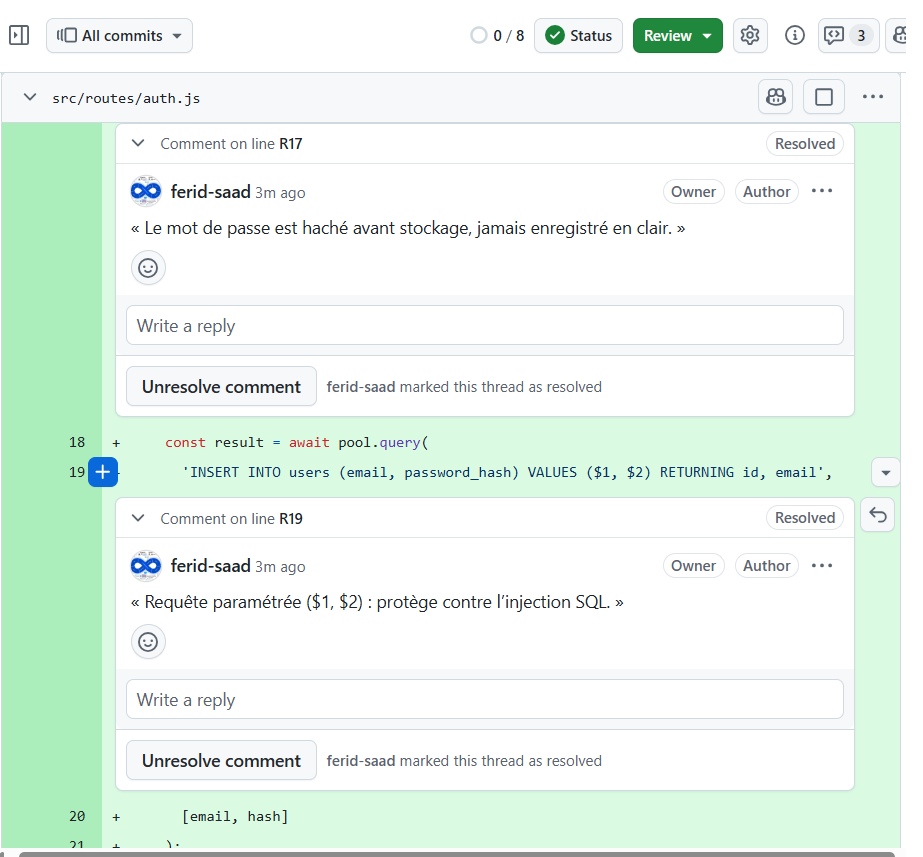 All commits
0 / 8
Status
Review
3
src/routes/auth.js
Comment on line R17
Resolved
ferid-saad 3m ago
Owner
Author
« Le mot de passe est haché avant stockage, jamais enregistré en clair. »
Write a reply
Unresolve comment
ferid-saad marked this thread as resolved
18 + const result = await pool.query(
19 'INSERT INTO users (email, password_hash) VALUES ($1, $2) RETURNING id, email',
Comment on line R19
Resolved
ferid-saad 3m ago
Owner
Author
« Requête paramétrée ($1, $2) : protège contre l’injection SQL. »
Write a reply
Unresolve comment
ferid-saad marked this thread as resolved
20 + [email, hash]
21 + );